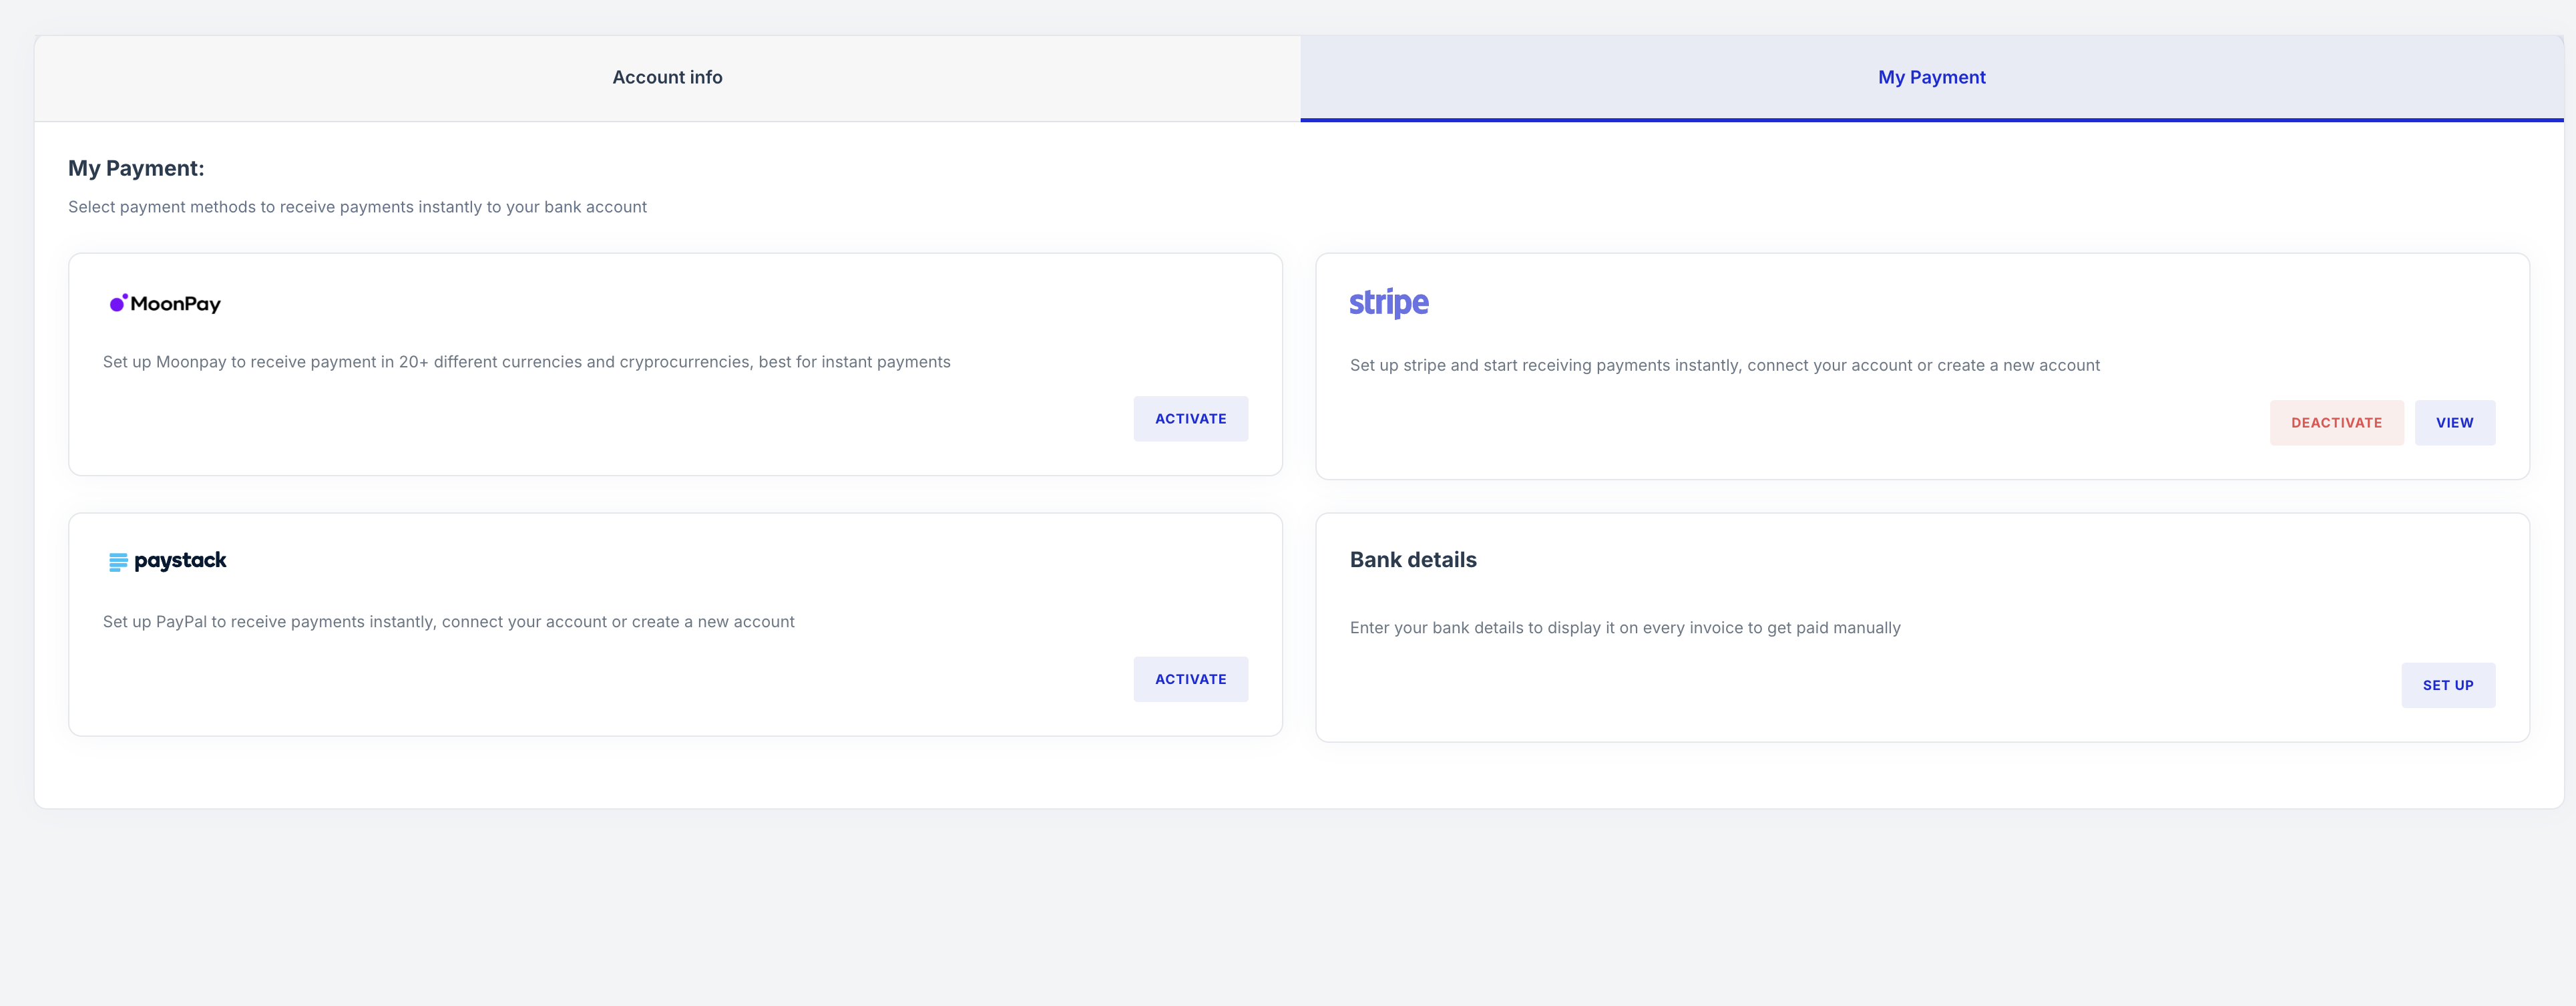 Account info
My Payment
My Payment:
Select payment methods to receive payments instantly to your bank account
MoonPay
Set up Moonpay to receive payment in 20+ different currencies and cryprocurrencies, best for instant payments
ACTIVATE
stripe
Set up stripe and start receiving payments instantly, connect your account or create a new account
DEACTIVATE
VIEW
paystack
Set up PayPal to receive payments instantly, connect your account or create a new account
ACTIVATE
Bank details
Enter your bank details to display it on every invoice to get paid manually
SET UP